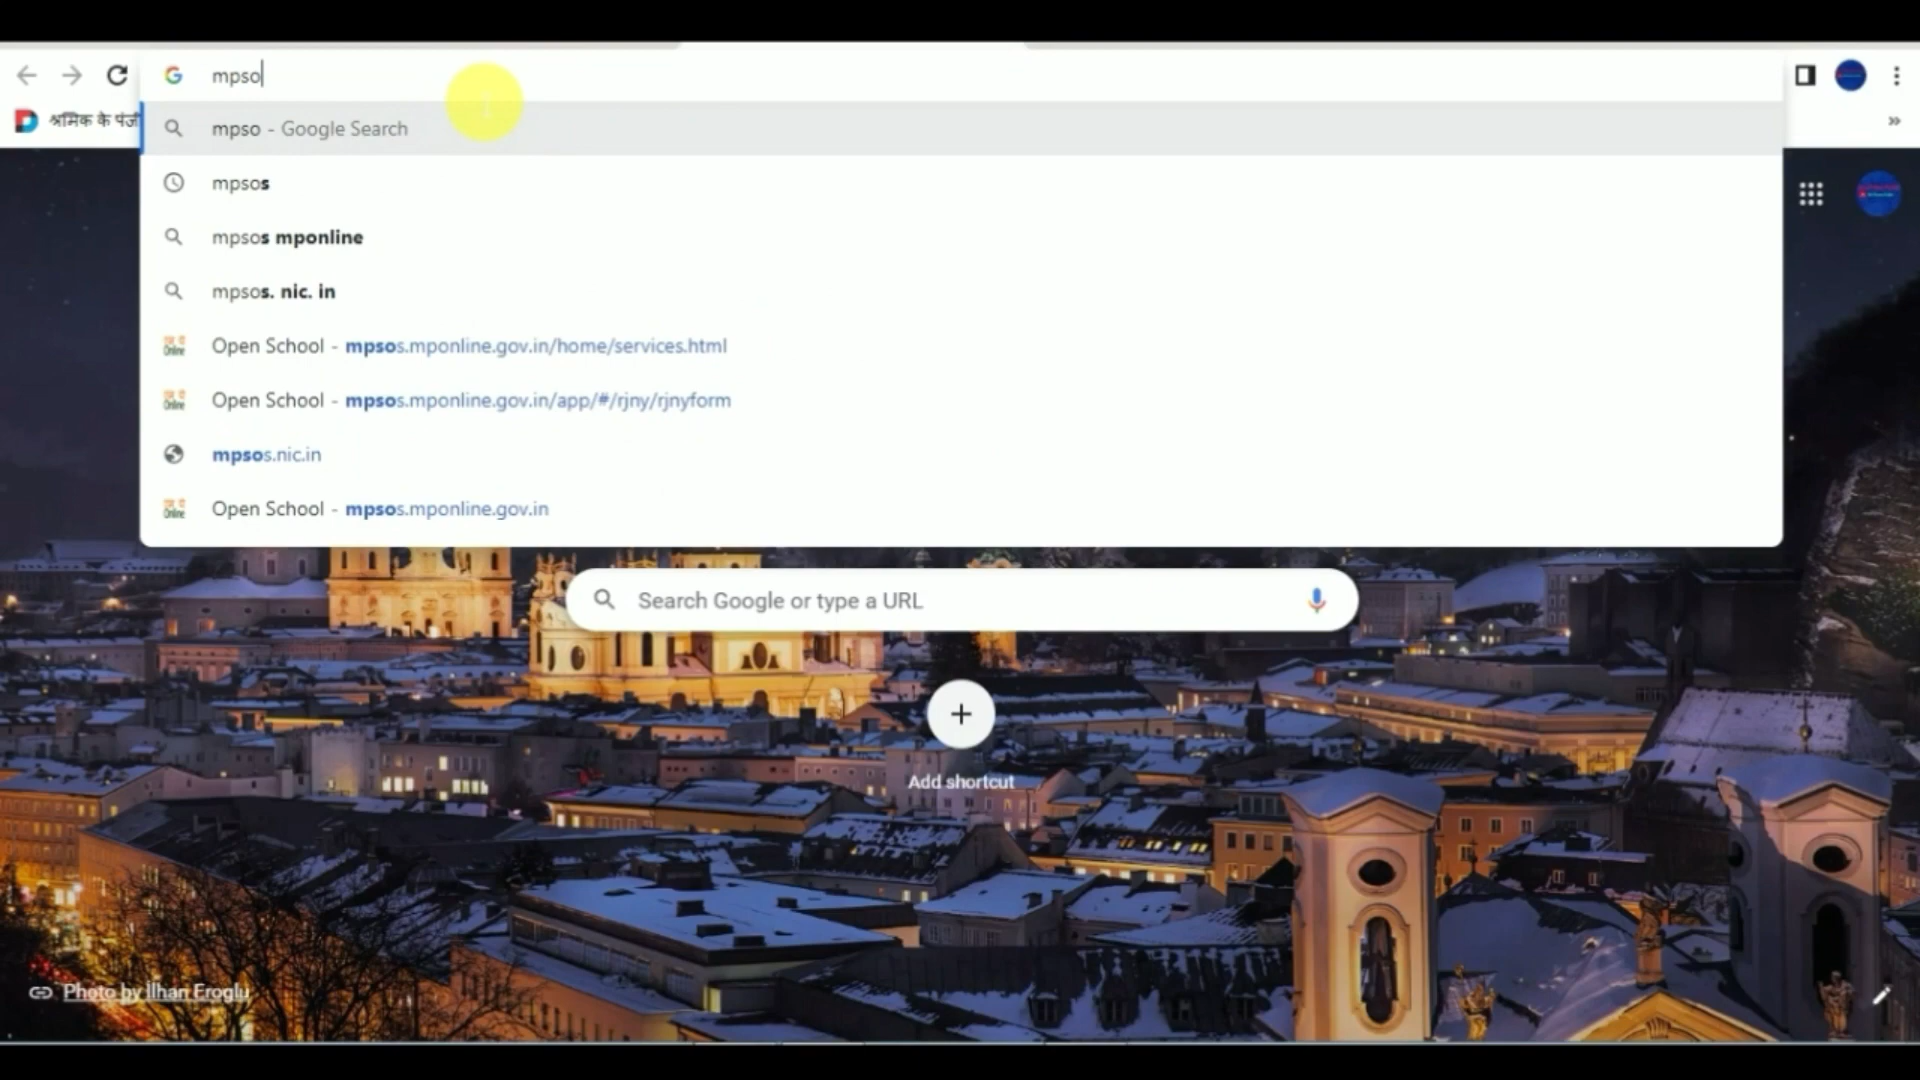 mpso
श्रमिक के पंजी
mpso - Google Search
mpsos
mpsos mponline
mpsos. nic. in
Open School - mpsos.mponline.gov.in/home/services.html
Open School - mpsos.mponline.gov.in/app/#/rjny/rjnyform
mpsos.nic.in
Open School - mpsos.mponline.gov.in
Search Google or type a URL
Add shortcut
Photo by İlhan Eroglu